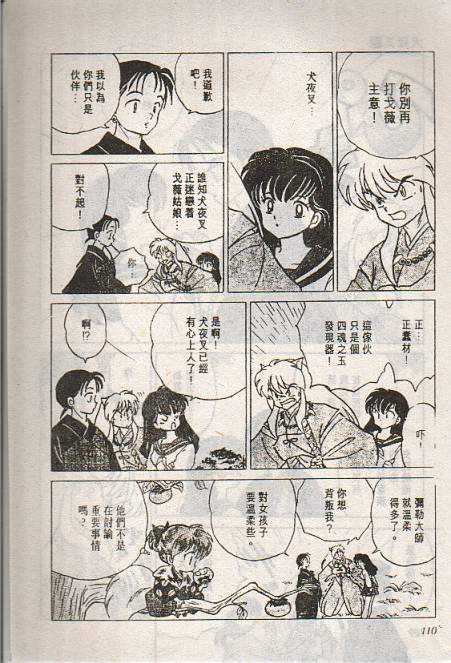 你別再
打戈薇
主意！
犬夜叉…
我道歉
吧！
我以為
你們只是
伙伴…
誰知犬夜叉
正迷戀着
戈薇姑娘…
你…
對不起！
正…
正蠢材！
這傢伙
只是個
四魂之玉
發現器！
吓！
是啊！
犬夜叉已經
有心上人了！
啊!?
彌勒大師
就溫柔
得多了。
你想
背叛我？
對女孩子
要溫柔些。
他們不是
在討論
重要事情
嗎？
110